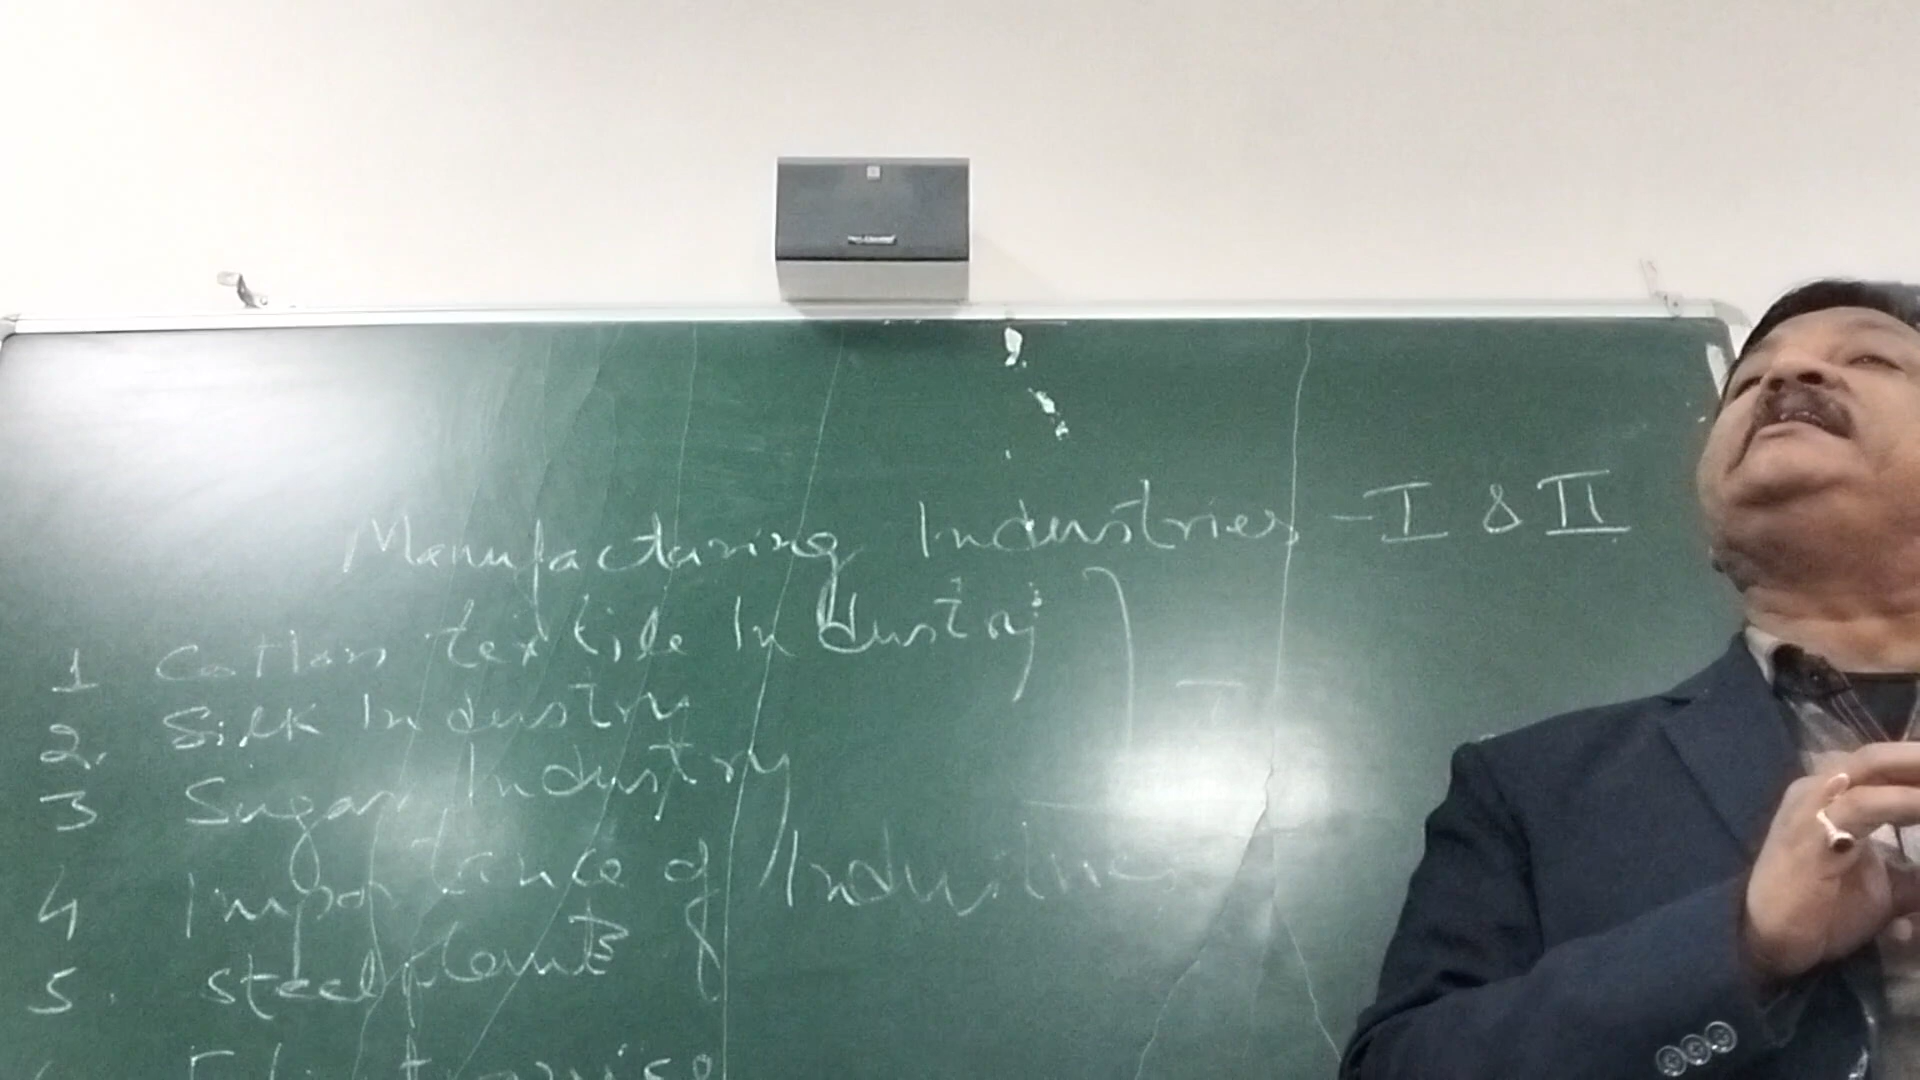 Manufacturing Industries - I & II
1 Cotton textile Industry
I
2. Silk Industry
3 Sugar Industry
4 Importance of Industries
5. Steel plants